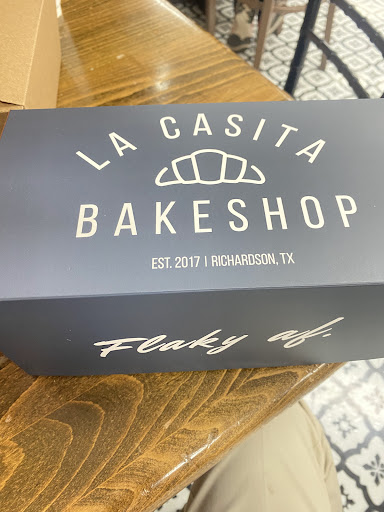 LA CASITA
BAKESHOP
EST. 2017 | RICHARDSON, TX
Flaky af.